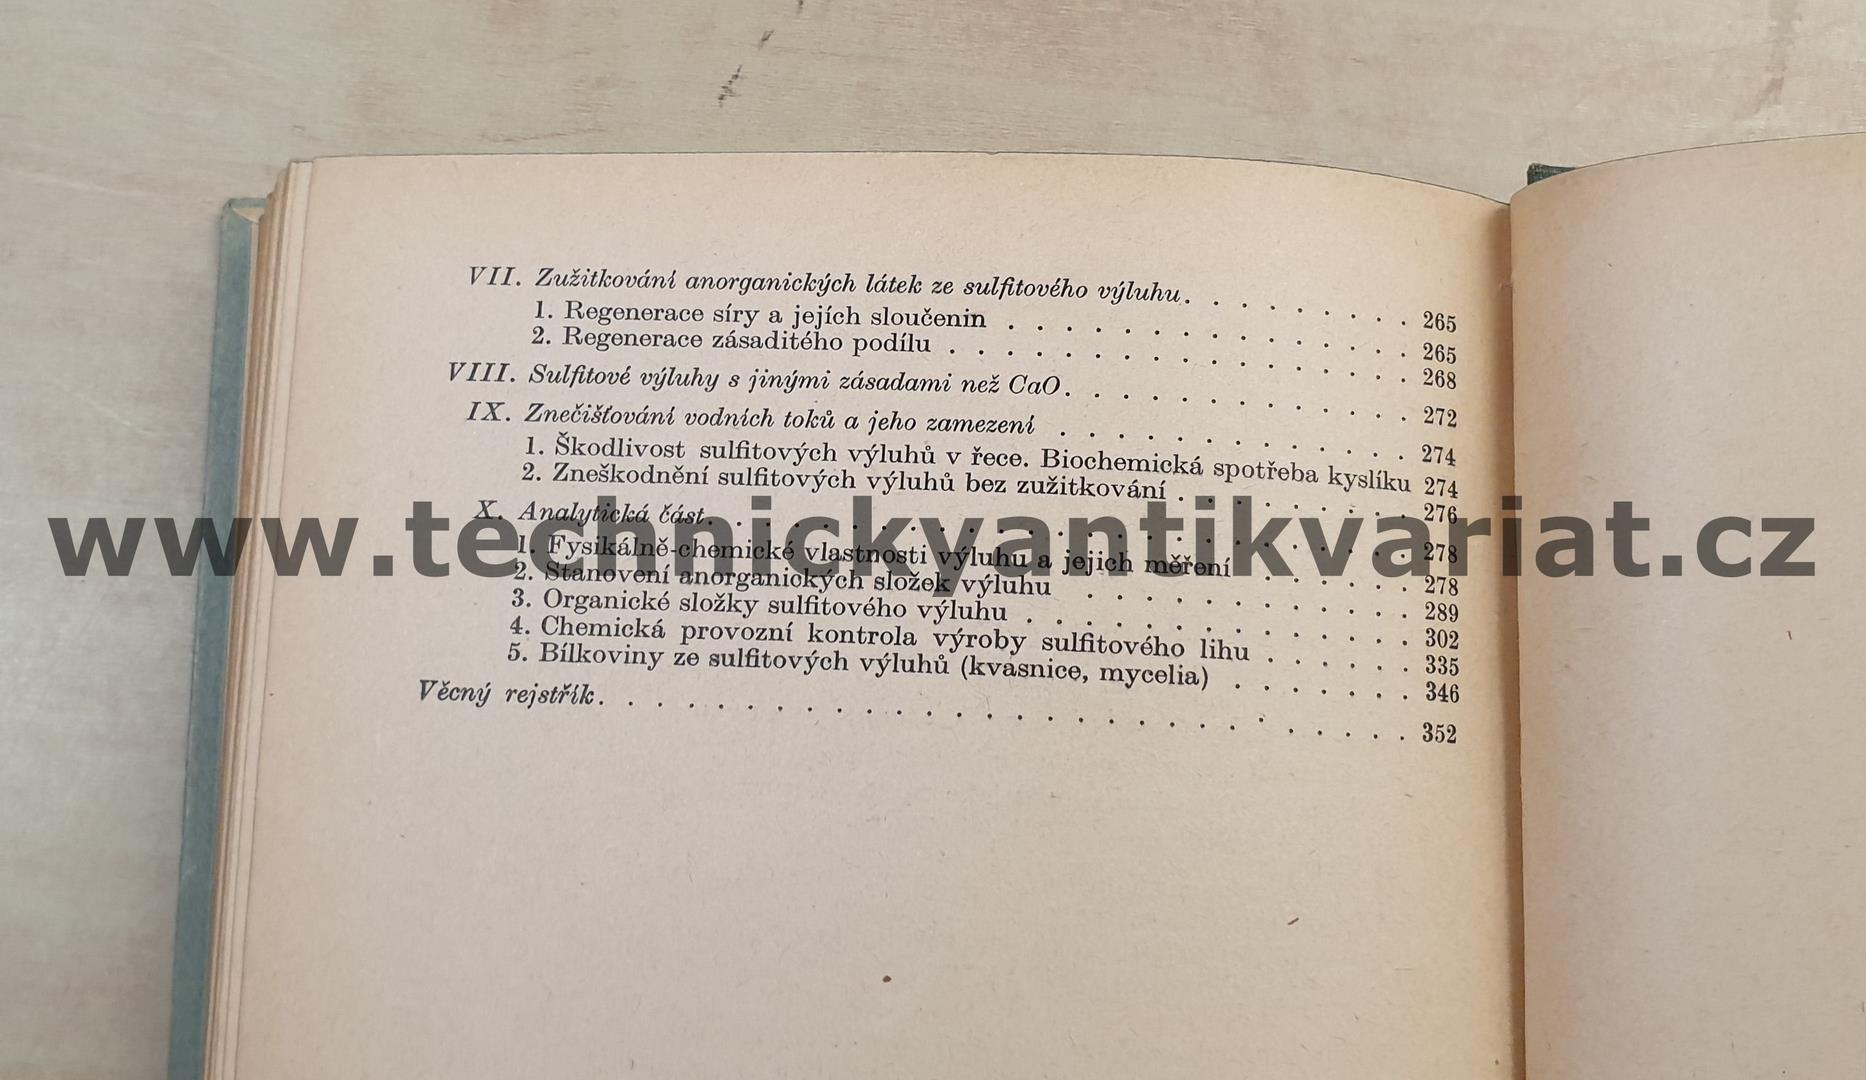 VII. Zužitkování anorganických látek ze sulfitového výluhu . . . . . . . . 265
1. Regenerace síry a jejích sloučenin . . . . . . . . . . . . . . 265
2. Regenerace zásaditého podílu . . . . . . . . . . . . . . . . 268
VIII. Sulfitové výluhy s jinými zásadami než CaO . . . . . . . . . . . . 272
IX. Znečišťování vodních toků a jeho zamezení . . . . . . . . . . . . . 274
1. Škodlivost sulfitových výluhů v řece. Biochemická spotřeba kyslíku 274
2. Zneškodnění sulfitových výluhů bez zužitkování . . . . . . . . . 276
X. Analytická část . . . . . . . . . . . . . . . . . . . . . . . . 278
www.technickyantikvariat.cz
1. Fysikálně-chemické vlastnosti výluhu a jejich měření . . . . . . 278
2. Stanovení anorganických složek výluhu . . . . . . . . . . . . 289
3. Organické složky sulfitového výluhu . . . . . . . . . . . . . . 302
4. Chemická provozní kontrola výroby sulfitového lihu . . . . . . 335
5. Bílkoviny ze sulfitových výluhů (kvasnice, mycelia) . . . . . . . 346
Věcný rejstřík . . . . . . . . . . . . . . . . . . . . . . . . . . . . 352